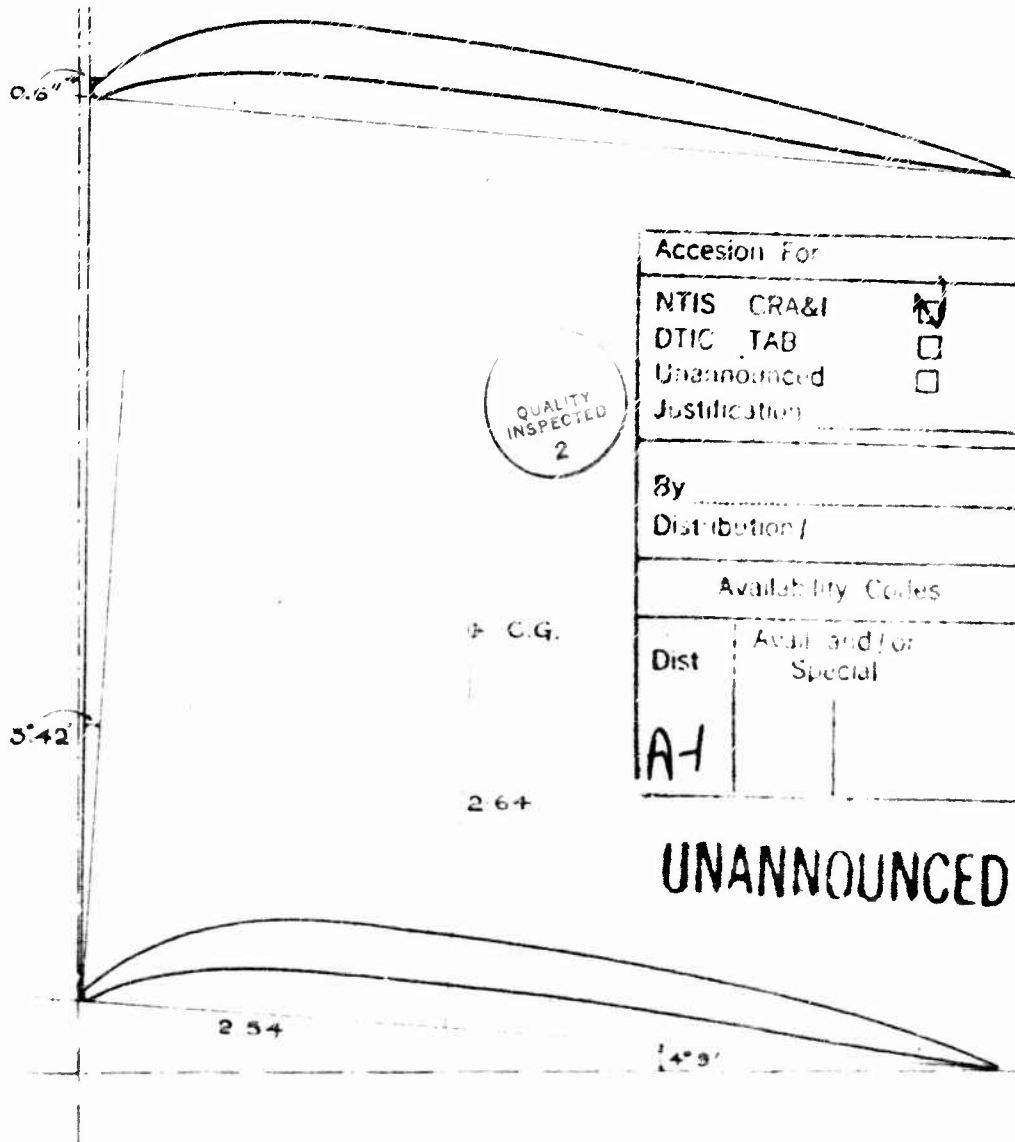 0.6"
Accesion For
NTIS CRA&I
DTIC TAB
Unannounced
Justification
QUALITY
INSPECTED
2
By
Distribution/
Availability Codes
C.G.
Dist
Avail and/or
Special
3°42'
A-1
2.64
UNANNOUNCED
2.54
4°9'